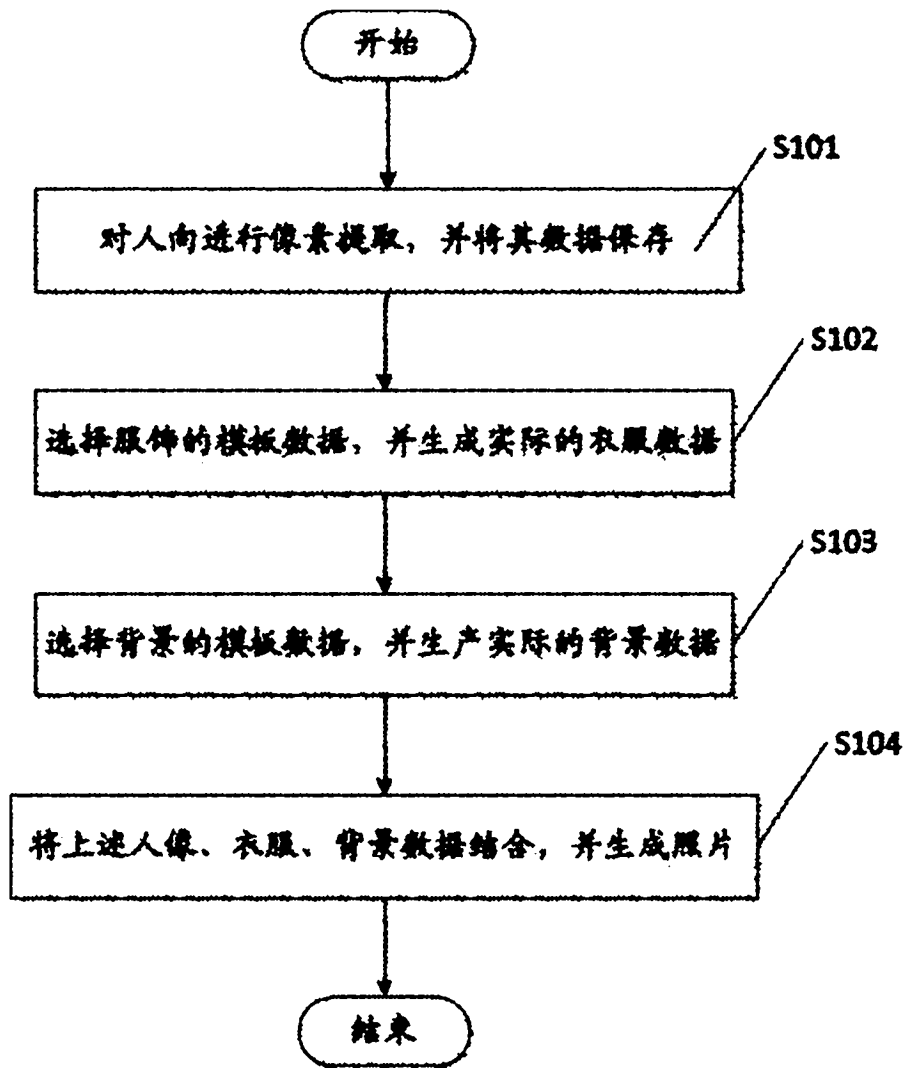 开始
S101
对人向进行像素提取，并将其数据保存
S102
选择服饰的模板数据，并生成实际的衣服数据
S103
选择背景的模板数据，并生产实际的背景数据
S104
将上述人像、衣服、背景数据结合，并生成照片
结束